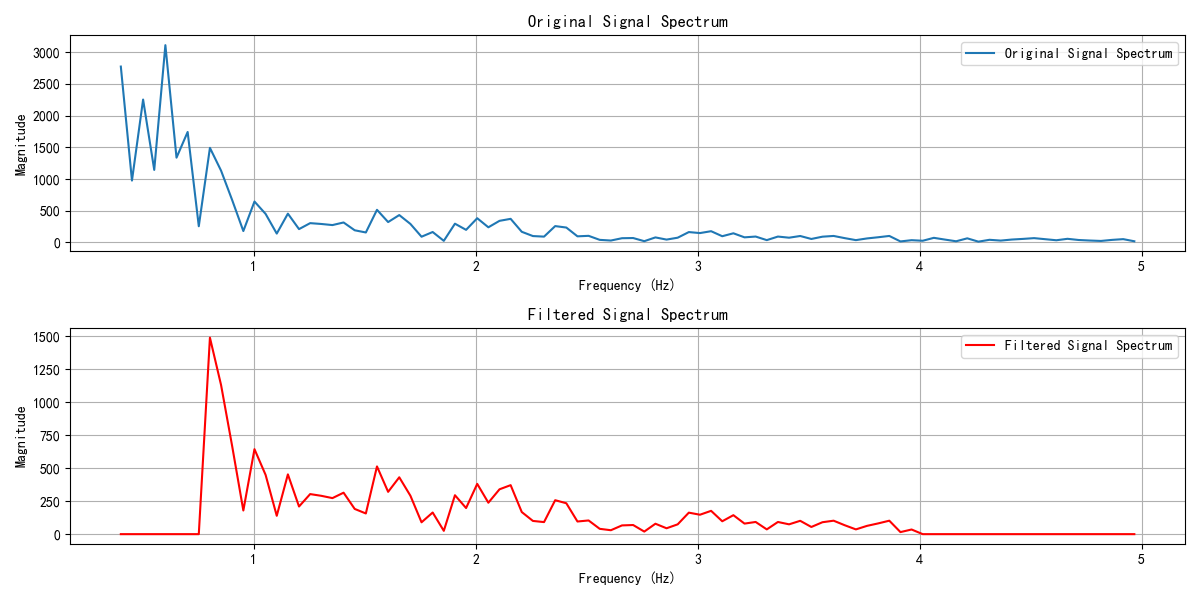 Original Signal Spectrum
Original Signal Spectrum
3000
2500
2000
1500
1000
500
0
Magnitude
1 2 3 4 5
Frequency (Hz)
Filtered Signal Spectrum
Filtered Signal Spectrum
1500
1250
1000
750
500
250
0
Magnitude
1 2 3 4 5
Frequency (Hz)